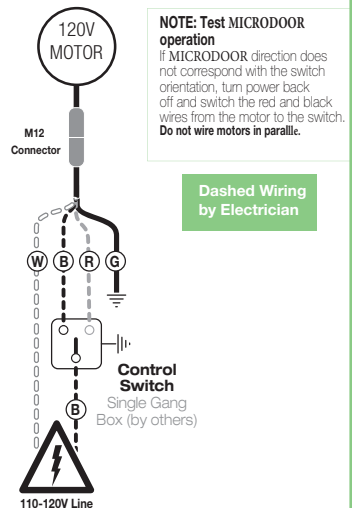 120V
MOTOR
NOTE: Test MICRODOOR
operation
If MICRODOOR direction does
not correspond with the switch
orientation, turn power back
off and switch the red and black
wires from the motor to the switch.
Do not wire motors in parallle.
M12
Connector
Dashed Wiring
by Electrician
W B R G
Control
Switch
Single Gang
Box (by others)
B
110-120V Line